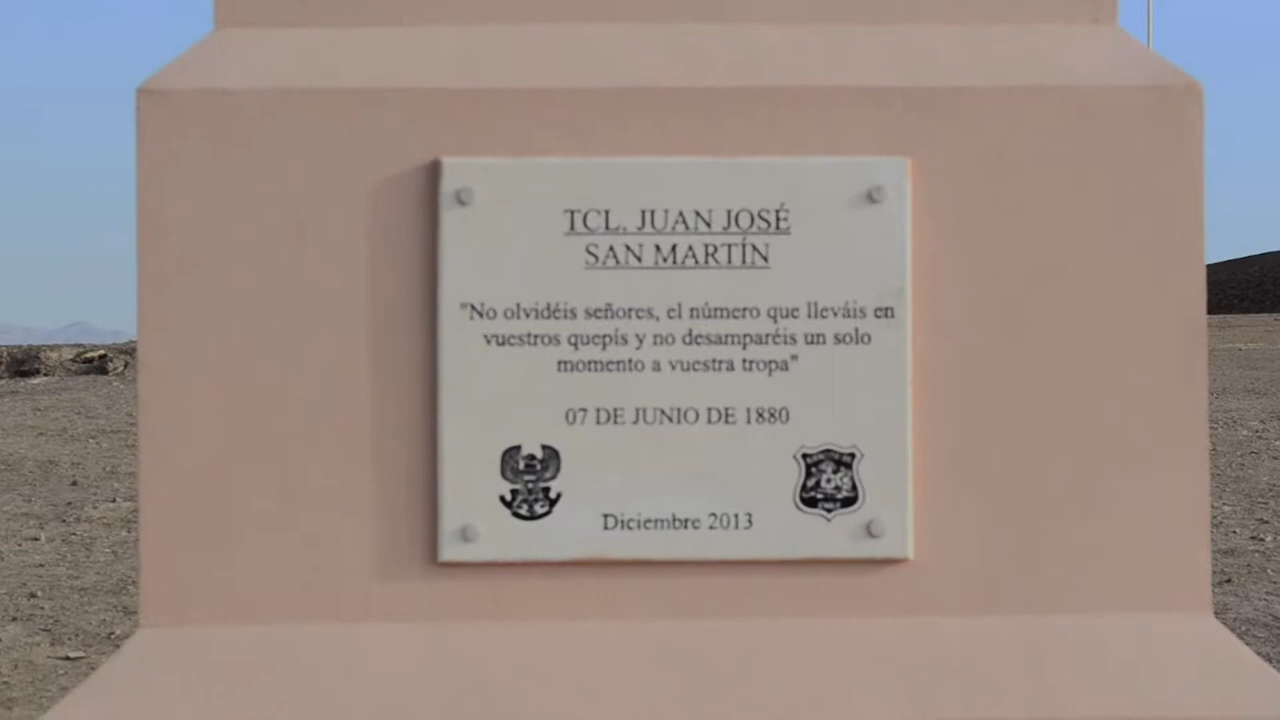 TCL. JUAN JOSÉ
SAN MARTÍN
"No olvidéis señores, el número que lleváis en
vuestros quepís y no desamparéis un solo
momento a vuestra tropa"
07 DE JUNIO DE 1880
Diciembre 2013